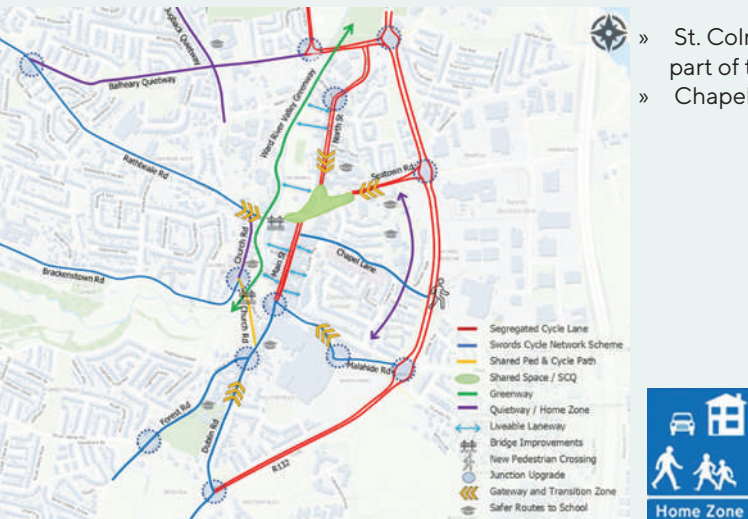 Balheary Quietway
Ward River Valley Greenway
North St
Rathbeale Rd
Seatown Rd
Church Rd
Main St
Chapel Lane
Brackenstown Rd
Church Rd
Malahide Rd
Forest Rd
Dublin Rd
R132
Segregated Cycle Lane
Swords Cycle Network Scheme
Shared Ped & Cycle Path
Shared Space / SCQ
Greenway
Quietway / Home Zone
Liveable Laneway
Bridge Improvements
New Pedestrian Crossing
Junction Upgrade
Gateway and Transition Zone
Safer Routes to School
» St. Colm
part of t
» Chapel
Home Zone